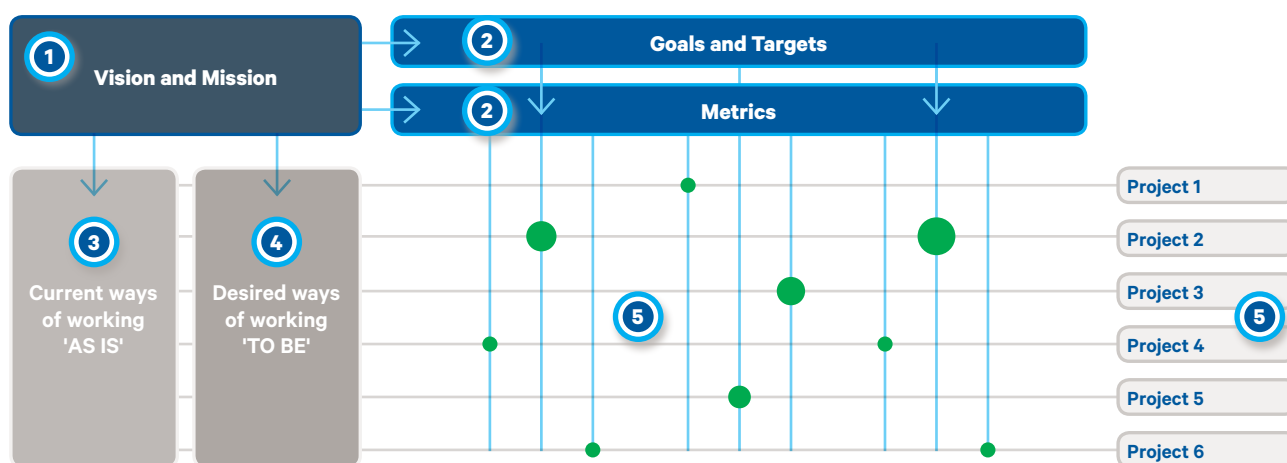 1
Vision and Mission
2
Goals and Targets
2
Metrics
3
Current ways
of working
'AS IS'
4
Desired ways
of working
'TO BE'
5
Project 1
Project 2
Project 3
5
Project 4
Project 5
Project 6